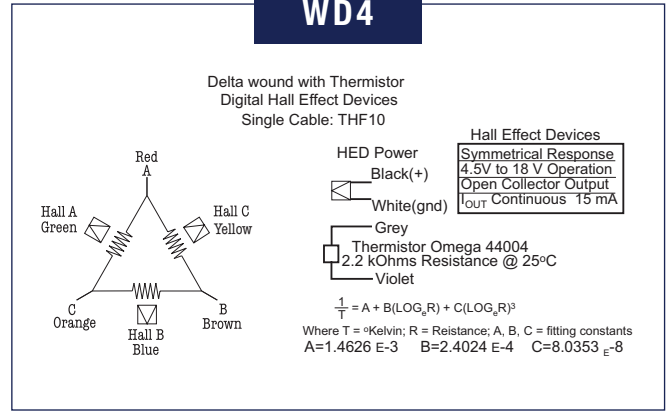 WD4
Delta wound with Thermistor
Digital Hall Effect Devices
Single Cable: THF10
Hall Effect Devices
Symmetrical Response
4.5V to 18 V Operation
Open Collector Output
IOUT Continuous 15 mA
HED Power
Black(+)
White(gnd)
Grey
Thermistor Omega 44004
2.2 kOhms Resistance @ 25ºC
Violet
Red
A
Hall A
Green
Hall C
Yellow
C
Orange
B
Brown
Hall B
Blue
1/T = A + B(LOGeR) + C(LOGeR)³
Where T = ºKelvin; R = Reistance; A, B, C = fitting constants
A=1.4626 E-3 B=2.4024 E-4 C=8.0353 E-8